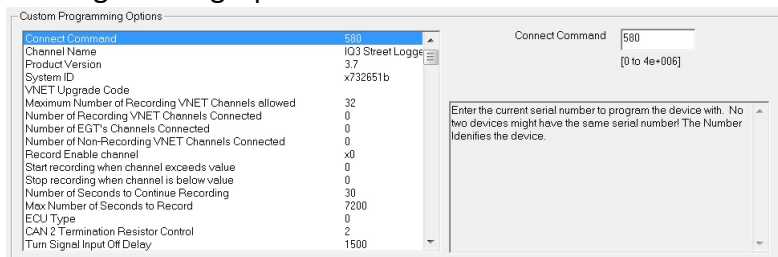 Custom Programming Options
Connect Command 580
Channel Name IQ3 Street Logge
Product Version 3.7
System ID x732651b
VNET Upgrade Code
Maximum Number of Recording VNET Channels allowed 32
Number of Recording VNET Channels Connected 0
Number of EGT's Channels Connected 0
Number of Non-Recording VNET Channels Connected 0
Record Enable channel x0
Start recording when channel exceeds value 0
Stop recording when channel is below value 0
Number of Seconds to Continue Recording 30
Max Number of Seconds to Record 7200
ECU Type 0
CAN 2 Termination Resistor Control 2
Turn Signal Input Off Delay 1500
Connect Command 580
[0 to 4e+006]
Enter the current serial number to program the device with. No
two devices might have the same serial number! The Number
Idenifies the device.